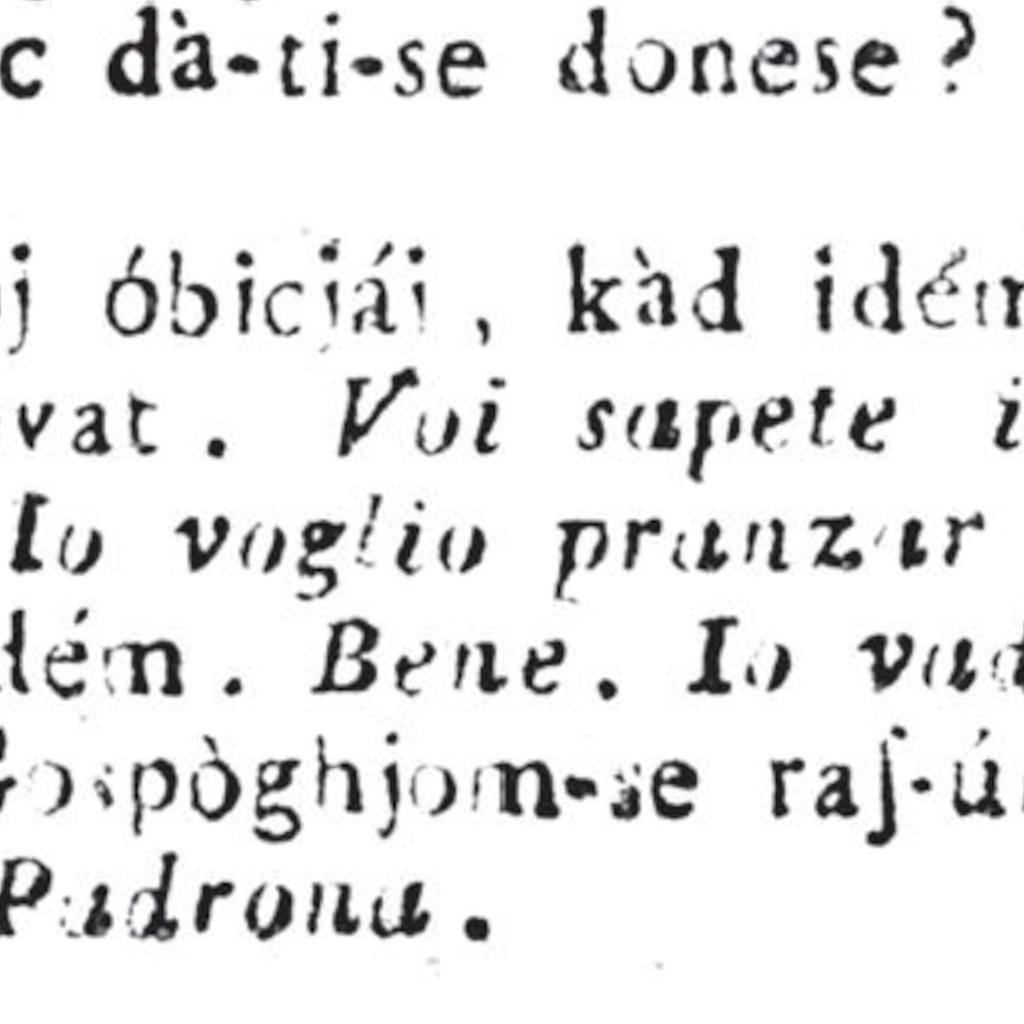 c dà-ti-se donese ?
j óbicjái , kàd idém
vat . Voi sapete i
Io voglio pranzar
dém . Bene . Io vad
Gospòghjom-se raj-ú
Padrona .